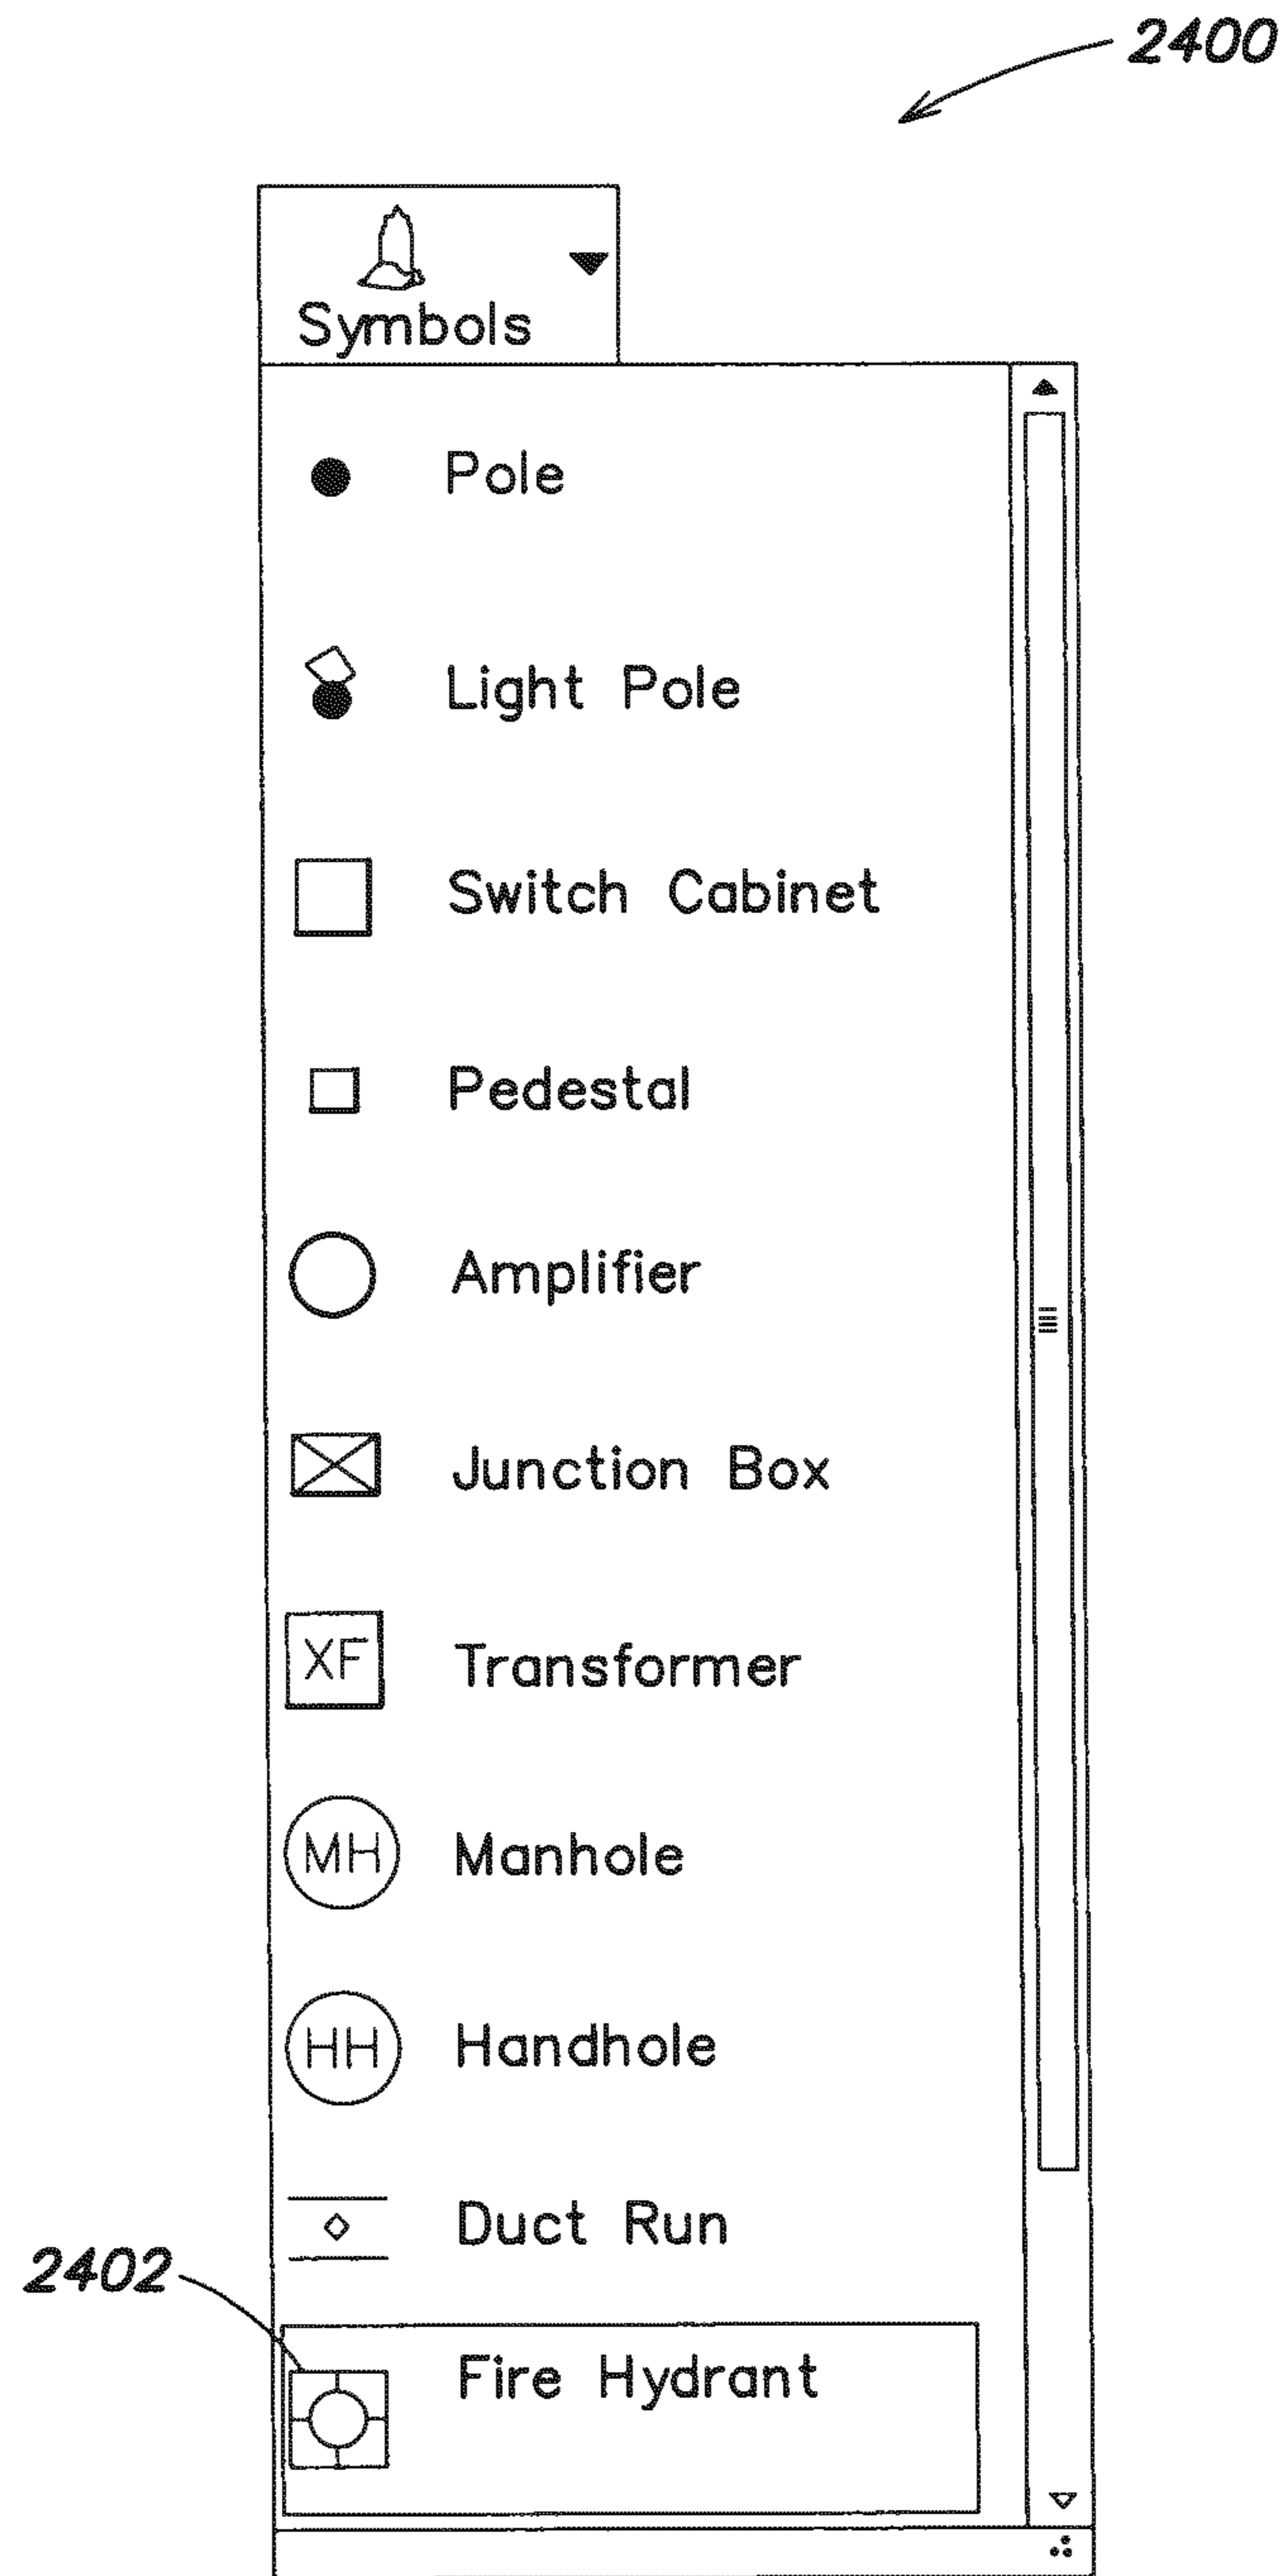 2400
Symbols
Pole
Light Pole
Switch Cabinet
Pedestal
Amplifier
Junction Box
XF Transformer
MH Manhole
HH Handhole
Duct Run
2402
Fire Hydrant